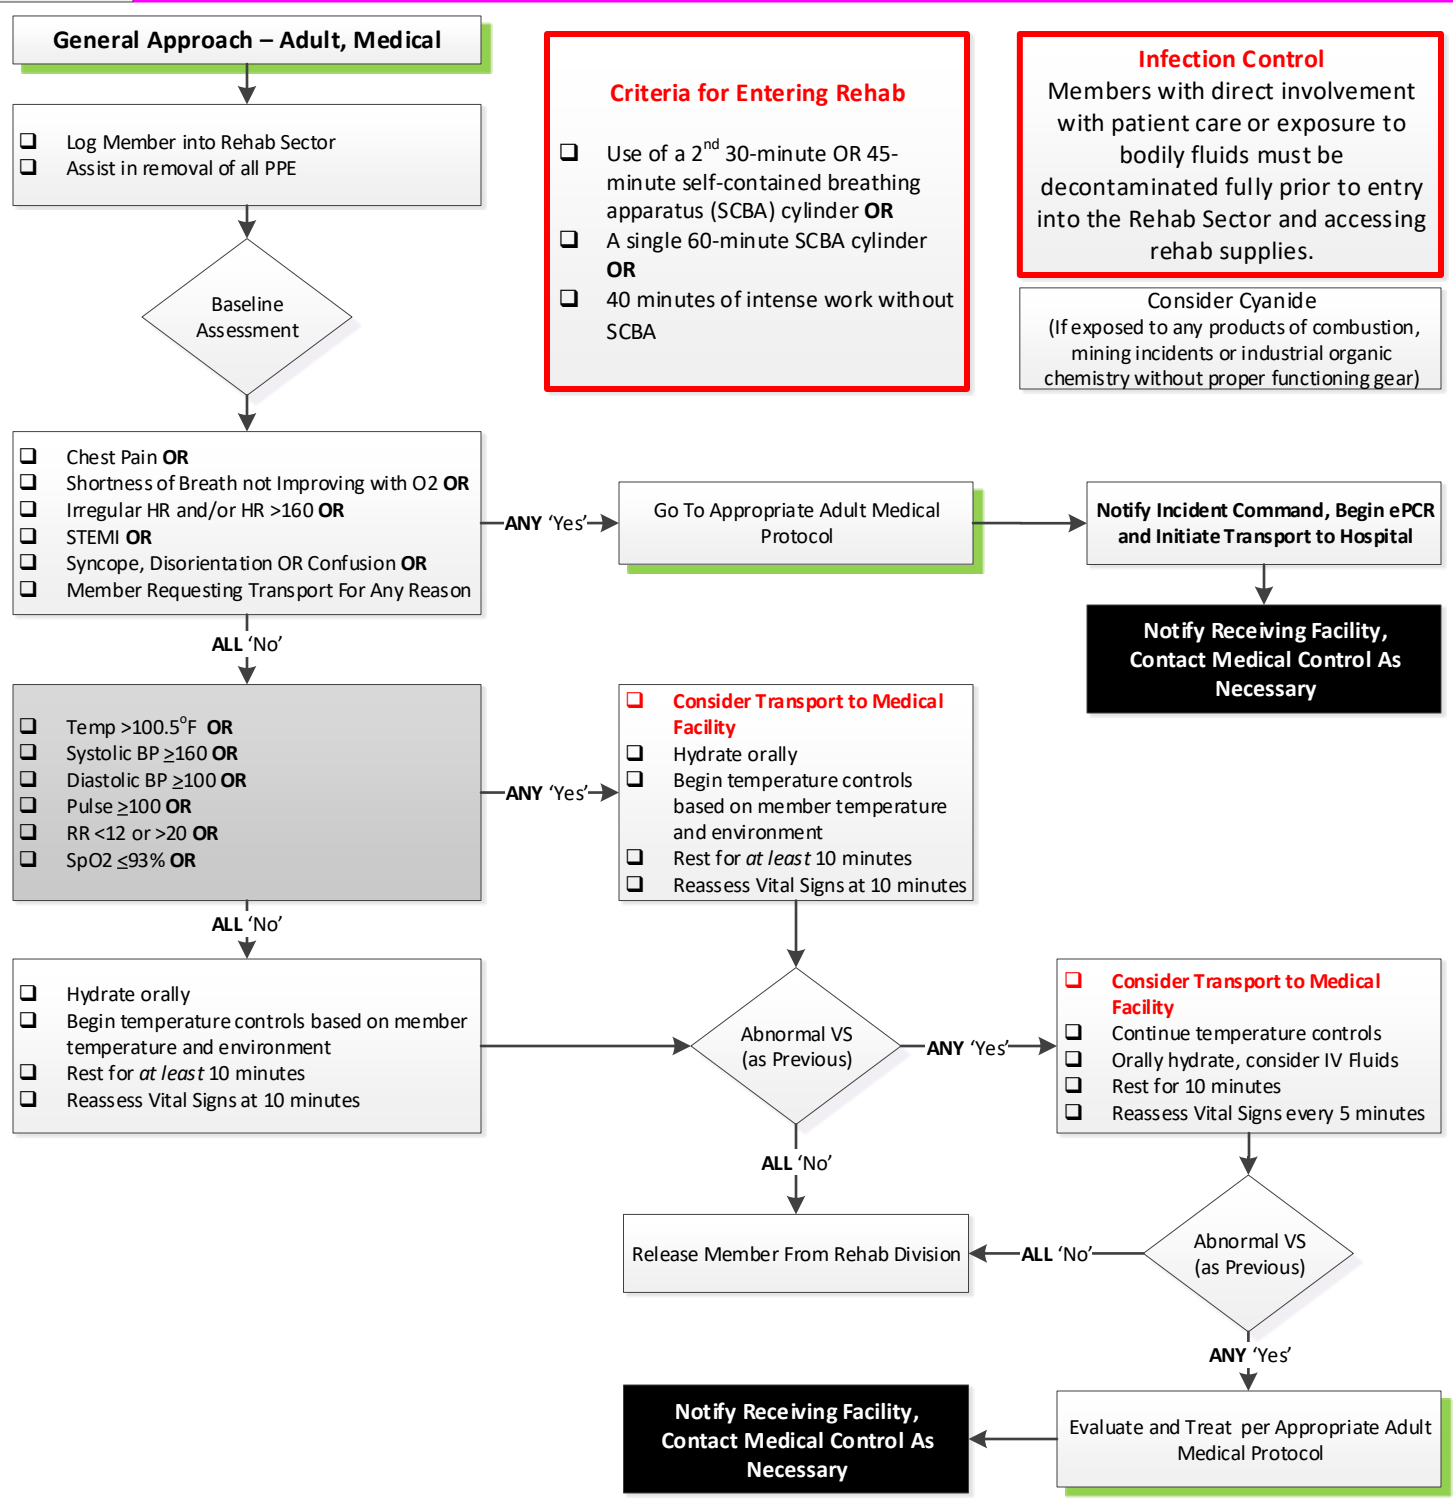 General Approach – Adult, Medical
❑ Log Member into Rehab Sector
❑ Assist in removal of all PPE
Baseline
Assessment
Criteria for Entering Rehab
❑ Use of a 2nd 30-minute OR 45-
minute self-contained breathing
apparatus (SCBA) cylinder OR
❑ A single 60-minute SCBA cylinder
OR
❑ 40 minutes of intense work without
SCBA
Infection Control
Members with direct involvement
with patient care or exposure to
bodily fluids must be
decontaminated fully prior to entry
into the Rehab Sector and accessing
rehab supplies.
Consider Cyanide
(If exposed to any products of combustion,
mining incidents or industrial organic
chemistry without proper functioning gear)
❑ Chest Pain OR
❑ Shortness of Breath not Improving with O2 OR
❑ Irregular HR and/or HR >160 OR
❑ STEMI OR
❑ Syncope, Disorientation OR Confusion OR
❑ Member Requesting Transport For Any Reason
ANY ‘Yes’
Go To Appropriate Adult Medical
Protocol
Notify Incident Command, Begin ePCR
and Initiate Transport to Hospital
Notify Receiving Facility,
Contact Medical Control As
Necessary
ALL ‘No’
❑ Temp >100.5°F OR
❑ Systolic BP ≥160 OR
❑ Diastolic BP ≥100 OR
❑ Pulse ≥100 OR
❑ RR <12 or >20 OR
❑ SpO2 ≤93% OR
ANY ‘Yes’
❑ Consider Transport to Medical
Facility
❑ Hydrate orally
❑ Begin temperature controls
based on member temperature
and environment
❑ Rest for at least 10 minutes
❑ Reassess Vital Signs at 10 minutes
ALL ‘No’
❑ Hydrate orally
❑ Begin temperature controls based on member
temperature and environment
❑ Rest for at least 10 minutes
❑ Reassess Vital Signs at 10 minutes
Abnormal VS
(as Previous)
ANY ‘Yes’
❑ Consider Transport to Medical
Facility
❑ Continue temperature controls
❑ Orally hydrate, consider IV Fluids
❑ Rest for 10 minutes
❑ Reassess Vital Signs every 5 minutes
ALL ‘No’
Release Member From Rehab Division
ALL ‘No’
Abnormal VS
(as Previous)
ANY ‘Yes’
Evaluate and Treat per Appropriate Adult
Medical Protocol
Notify Receiving Facility,
Contact Medical Control As
Necessary